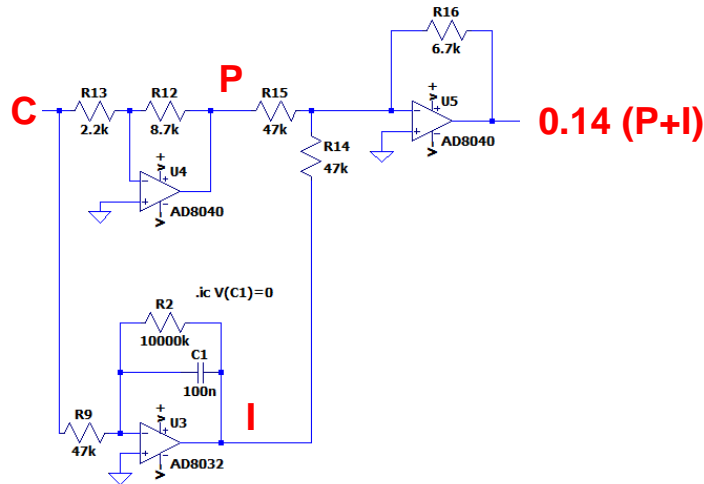 R16
6.7k
P
C
R13
R12
R15
U5
0.14 (P+I)
2.2k
8.7k
47k
AD8040
R14
47k
U4
AD8040
.ic V(C1)=0
R2
10000k
C1
100n
I
R9
U3
47k
AD8032
V+
V-
V+
V-
V+
V-